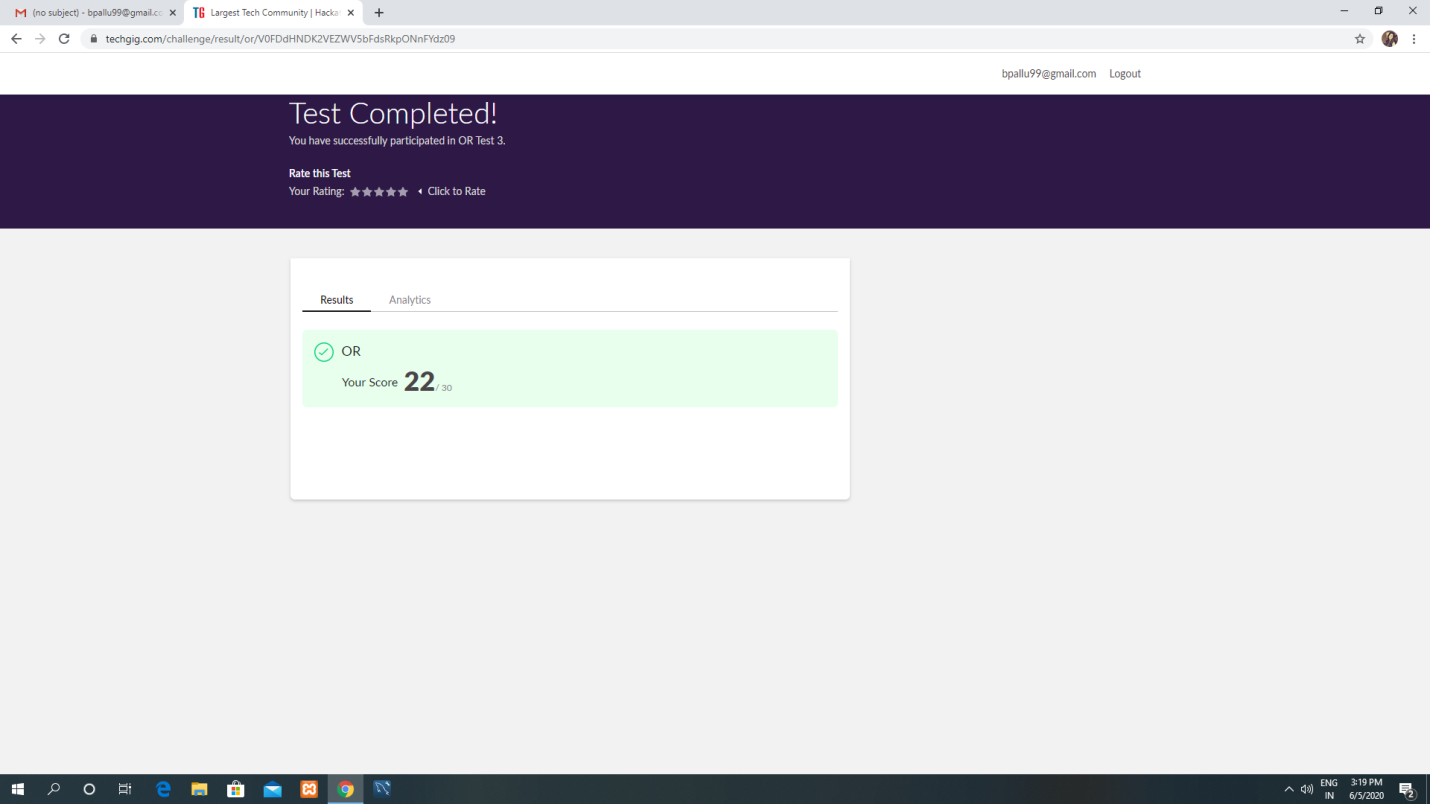 (no subject) - bpallu99@gmail.co
TG Largest Tech Community | Hacka
techgig.com/challenge/result/or/V0FDdHNDK2VEZWV5bFdsRkpONnFYdz09
bpallu99@gmail.com Logout
Test Completed!
You have successfully participated in OR Test 3.
Rate this Test
Your Rating: Click to Rate
Results Analytics
OR
Your Score 22 / 30
ENG
IN
3:19 PM
6/5/2020
2